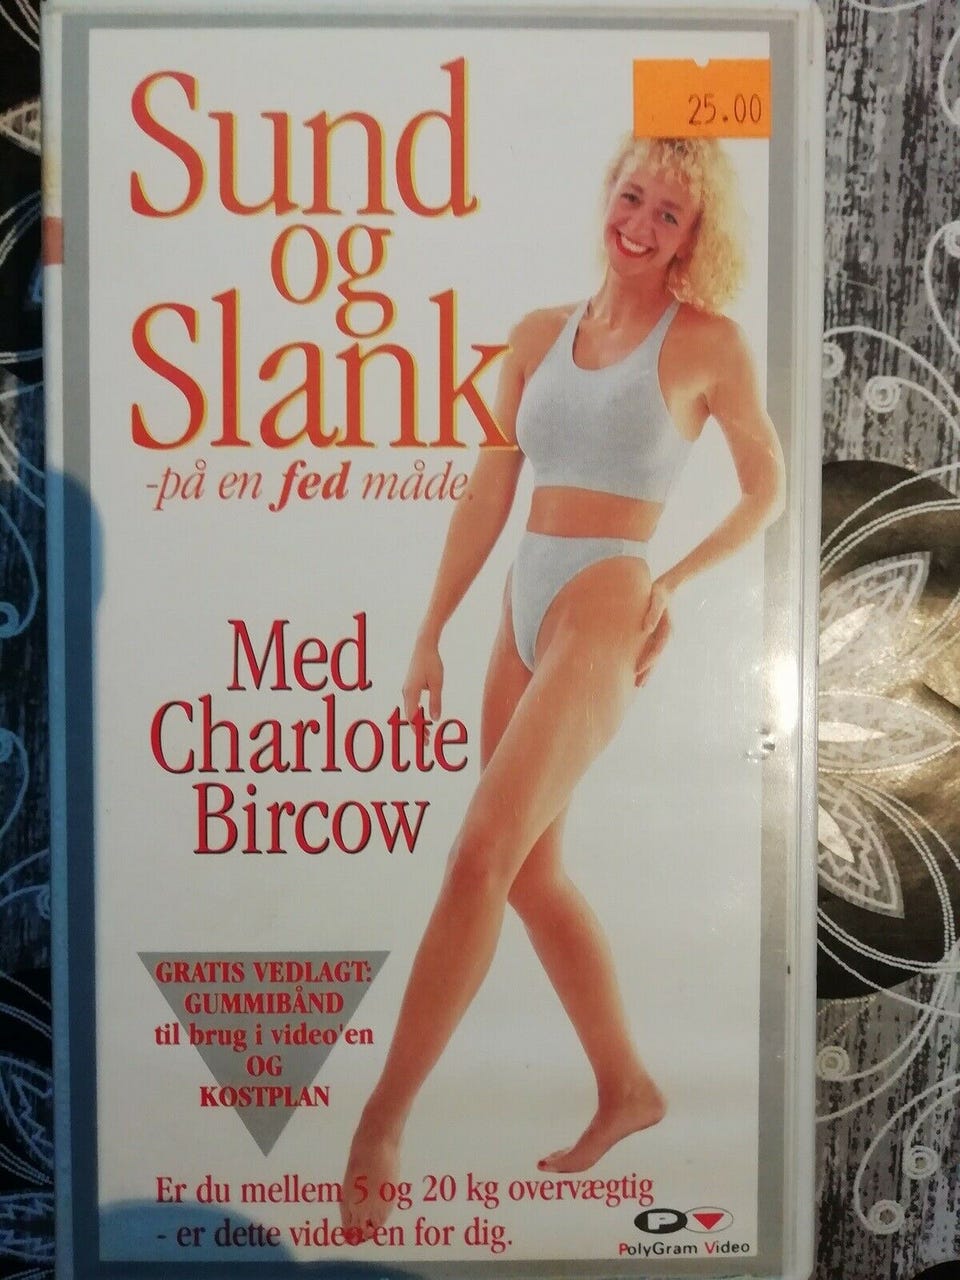 25.00
Sund
og
Slank
-på en fed måde.
Med
Charlotte
Bircow
GRATIS VEDLAGT:
GUMMIBÅND
til brug i video'en
OG
KOSTPLAN
Er du mellem 5 og 20 kg overvægtig
- er dette video'en for dig.
P
PolyGram Video